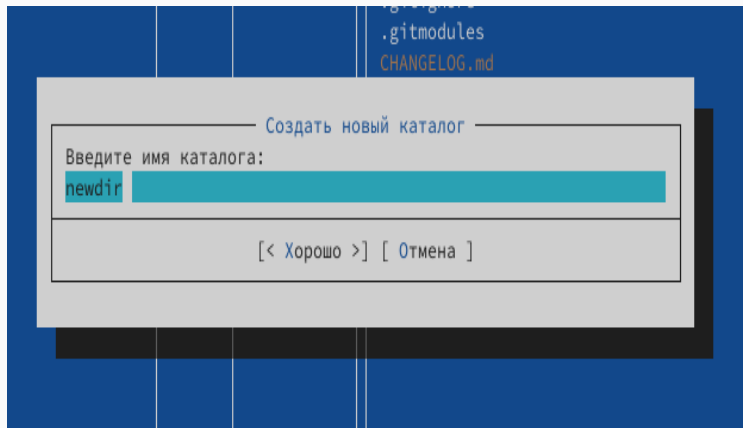 .gitmodules
CHANGELOG.md
Создать новый каталог
Введите имя каталога:
newdir
[< Хорошо >] [ Отмена ]